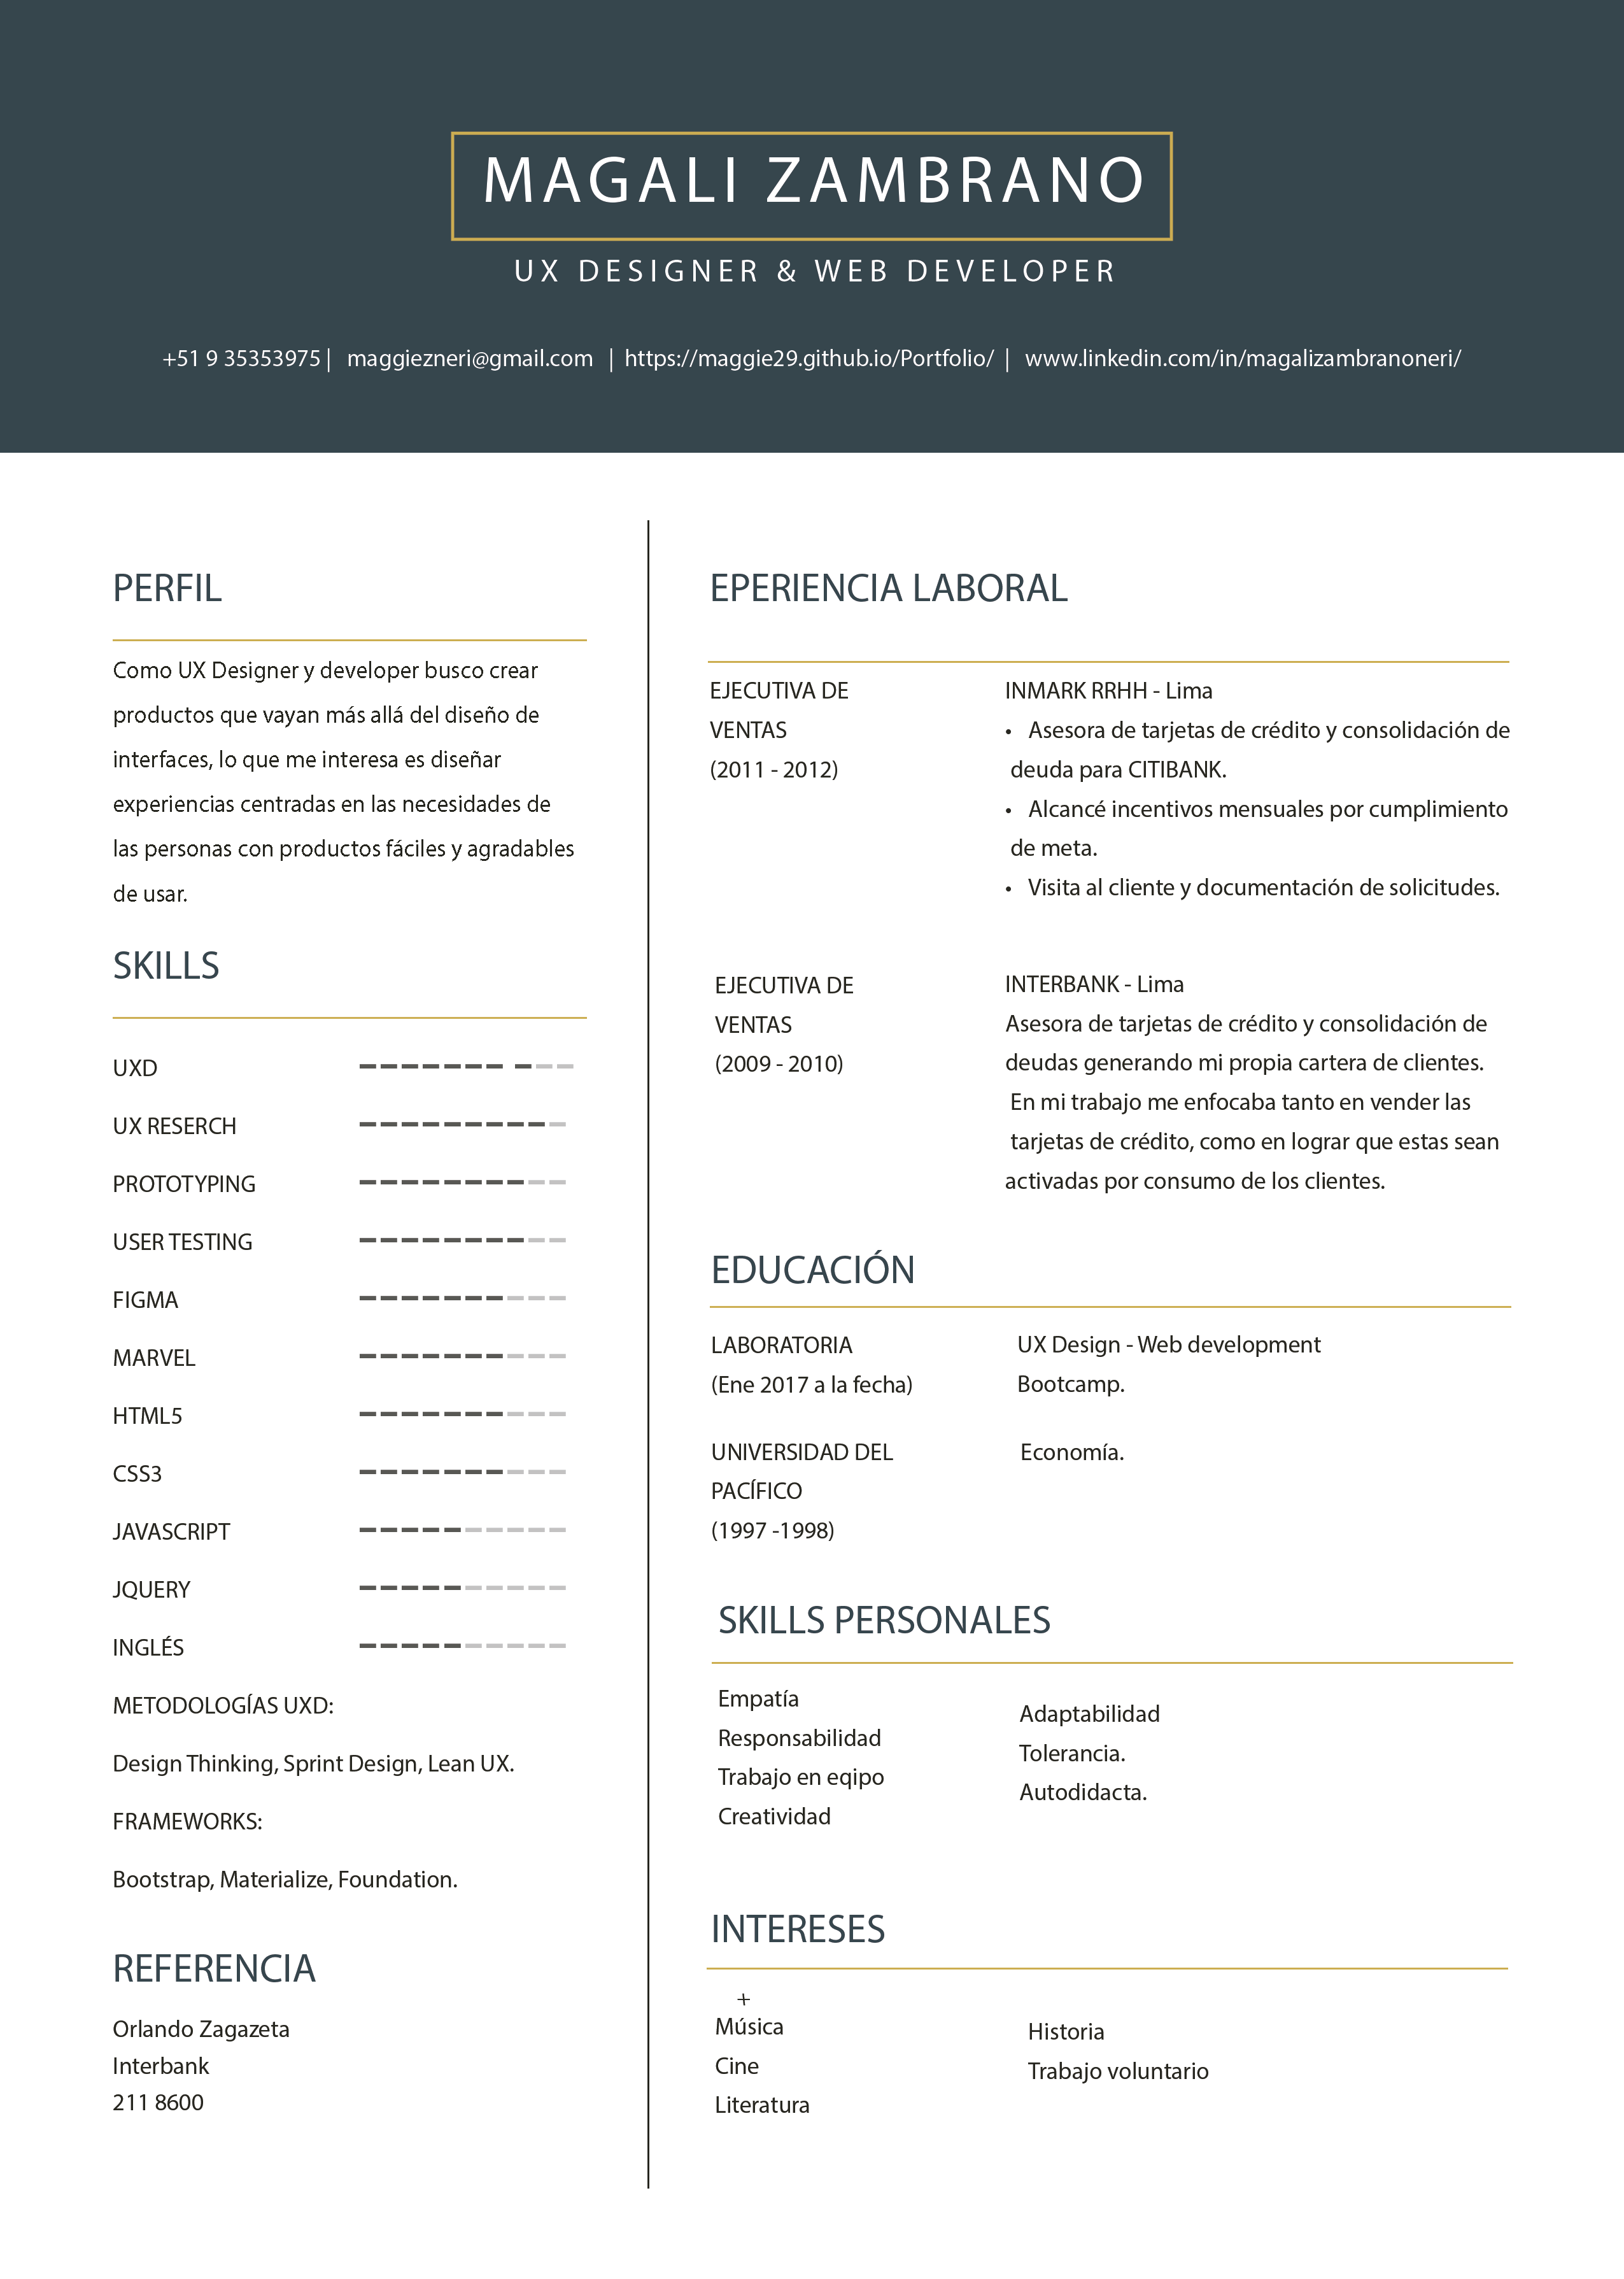 MAGALI ZAMBRANO
UX DESIGNER & WEB DEVELOPER
+51 9 35353975 | maggiezneri@gmail.com | https://maggie29.github.io/Portfolio/ | www.linkedin.com/in/magalizambranoneri/
PERFIL
Como UX Designer y developer busco crear
productos que vayan más allá del diseño de
interfaces, lo que me interesa es diseñar
experiencias centradas en las necesidades de
las personas con productos fáciles y agradables
de usar.
SKILLS
UXD
UX RESERCH
PROTOTYPING
USER TESTING
FIGMA
MARVEL
HTML5
CSS3
JAVASCRIPT
JQUERY
INGLÉS
METODOLOGÍAS UXD:
Design Thinking, Sprint Design, Lean UX.
FRAMEWORKS:
Bootstrap, Materialize, Foundation.
REFERENCIA
Orlando Zagazeta
Interbank
211 8600
EPERIENCIA LABORAL
EJECUTIVA DE
VENTAS
(2011 - 2012)
INMARK RRHH - Lima
• Asesora de tarjetas de crédito y consolidación de
deuda para CITIBANK.
• Alcancé incentivos mensuales por cumplimiento
de meta.
• Visita al cliente y documentación de solicitudes.
EJECUTIVA DE
VENTAS
(2009 - 2010)
INTERBANK - Lima
Asesora de tarjetas de crédito y consolidación de
deudas generando mi propia cartera de clientes.
En mi trabajo me enfocaba tanto en vender las
tarjetas de crédito, como en lograr que estas sean
activadas por consumo de los clientes.
EDUCACIÓN
LABORATORIA
(Ene 2017 a la fecha)
UX Design - Web development
Bootcamp.
UNIVERSIDAD DEL
PACÍFICO
(1997 -1998)
Economía.
SKILLS PERSONALES
Empatía
Responsabilidad
Trabajo en eqipo
Creatividad
Adaptabilidad
Tolerancia.
Autodidacta.
INTERESES
+
Música
Cine
Literatura
Historia
Trabajo voluntario